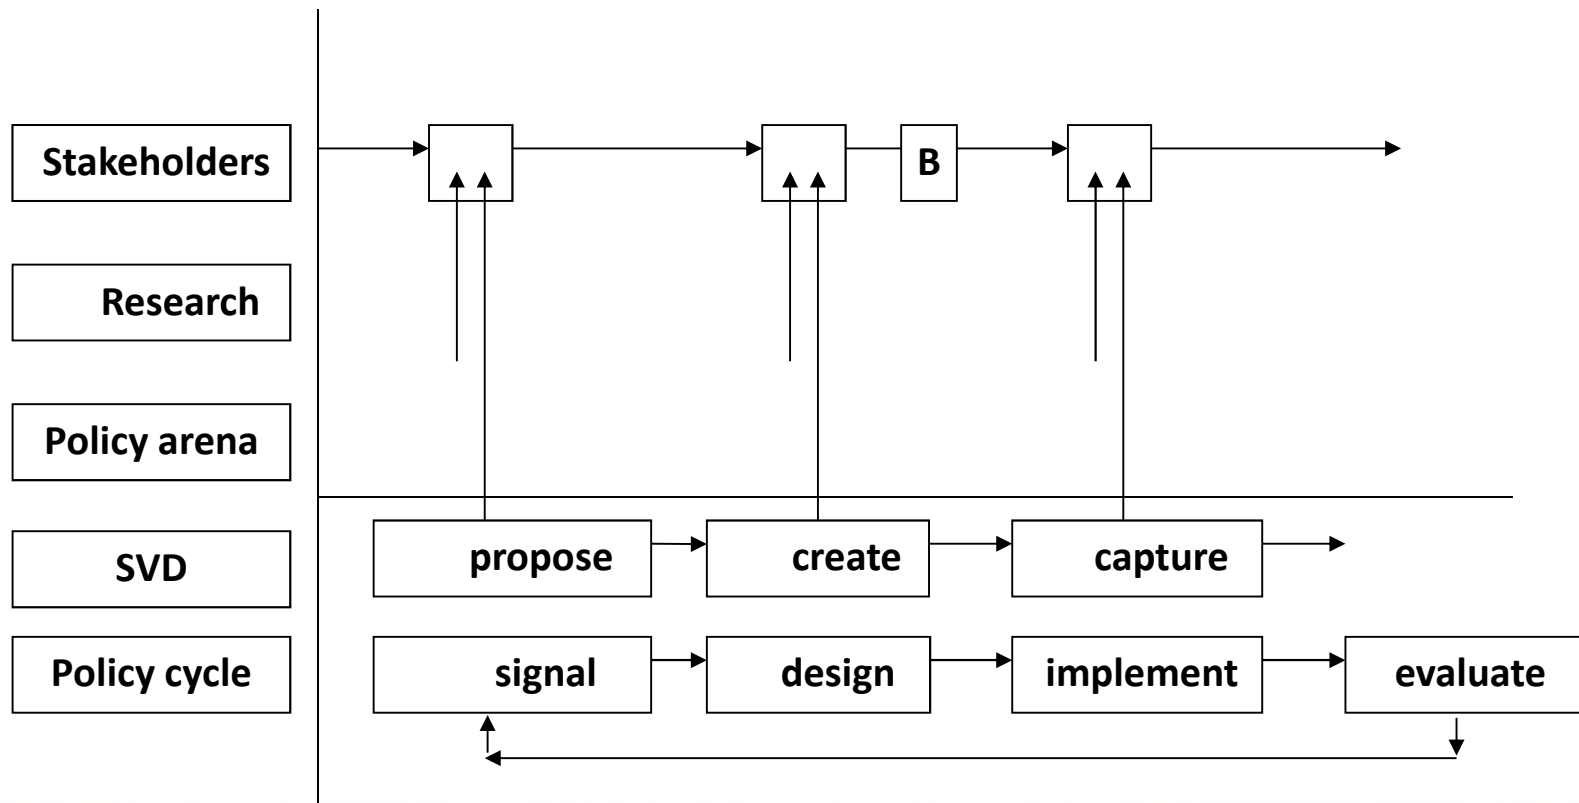 Stakeholders
B
Research
Policy arena
SVD
propose
create
capture
Policy cycle
signal
design
implement
evaluate